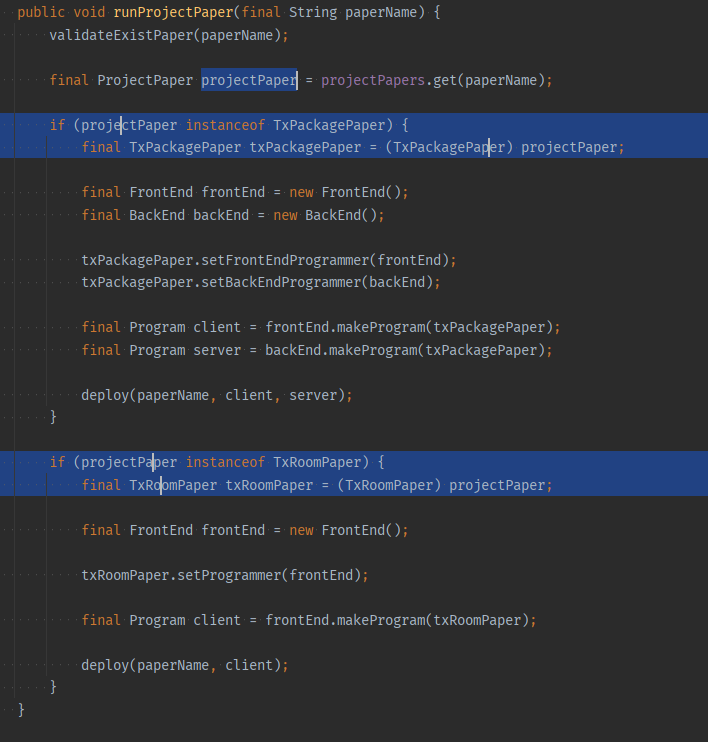 public void runProjectPaper(final String paperName) {
validateExistPaper(paperName);
final ProjectPaper projectPaper = projectPapers.get(paperName);
if (projectPaper instanceof TxPackagePaper) {
final TxPackagePaper txPackagePaper = (TxPackagePaper) projectPaper;
final FrontEnd frontEnd = new FrontEnd();
final BackEnd backEnd = new BackEnd();
txPackagePaper.setFrontEndProgrammer(frontEnd);
txPackagePaper.setBackEndProgrammer(backEnd);
final Program client = frontEnd.makeProgram(txPackagePaper);
final Program server = backEnd.makeProgram(txPackagePaper);
deploy(paperName, client, server);
}
if (projectPaper instanceof TxRoomPaper) {
final TxRoomPaper txRoomPaper = (TxRoomPaper) projectPaper;
final FrontEnd frontEnd = new FrontEnd();
txRoomPaper.setProgrammer(frontEnd);
final Program client = frontEnd.makeProgram(txRoomPaper);
deploy(paperName, client);
}
}